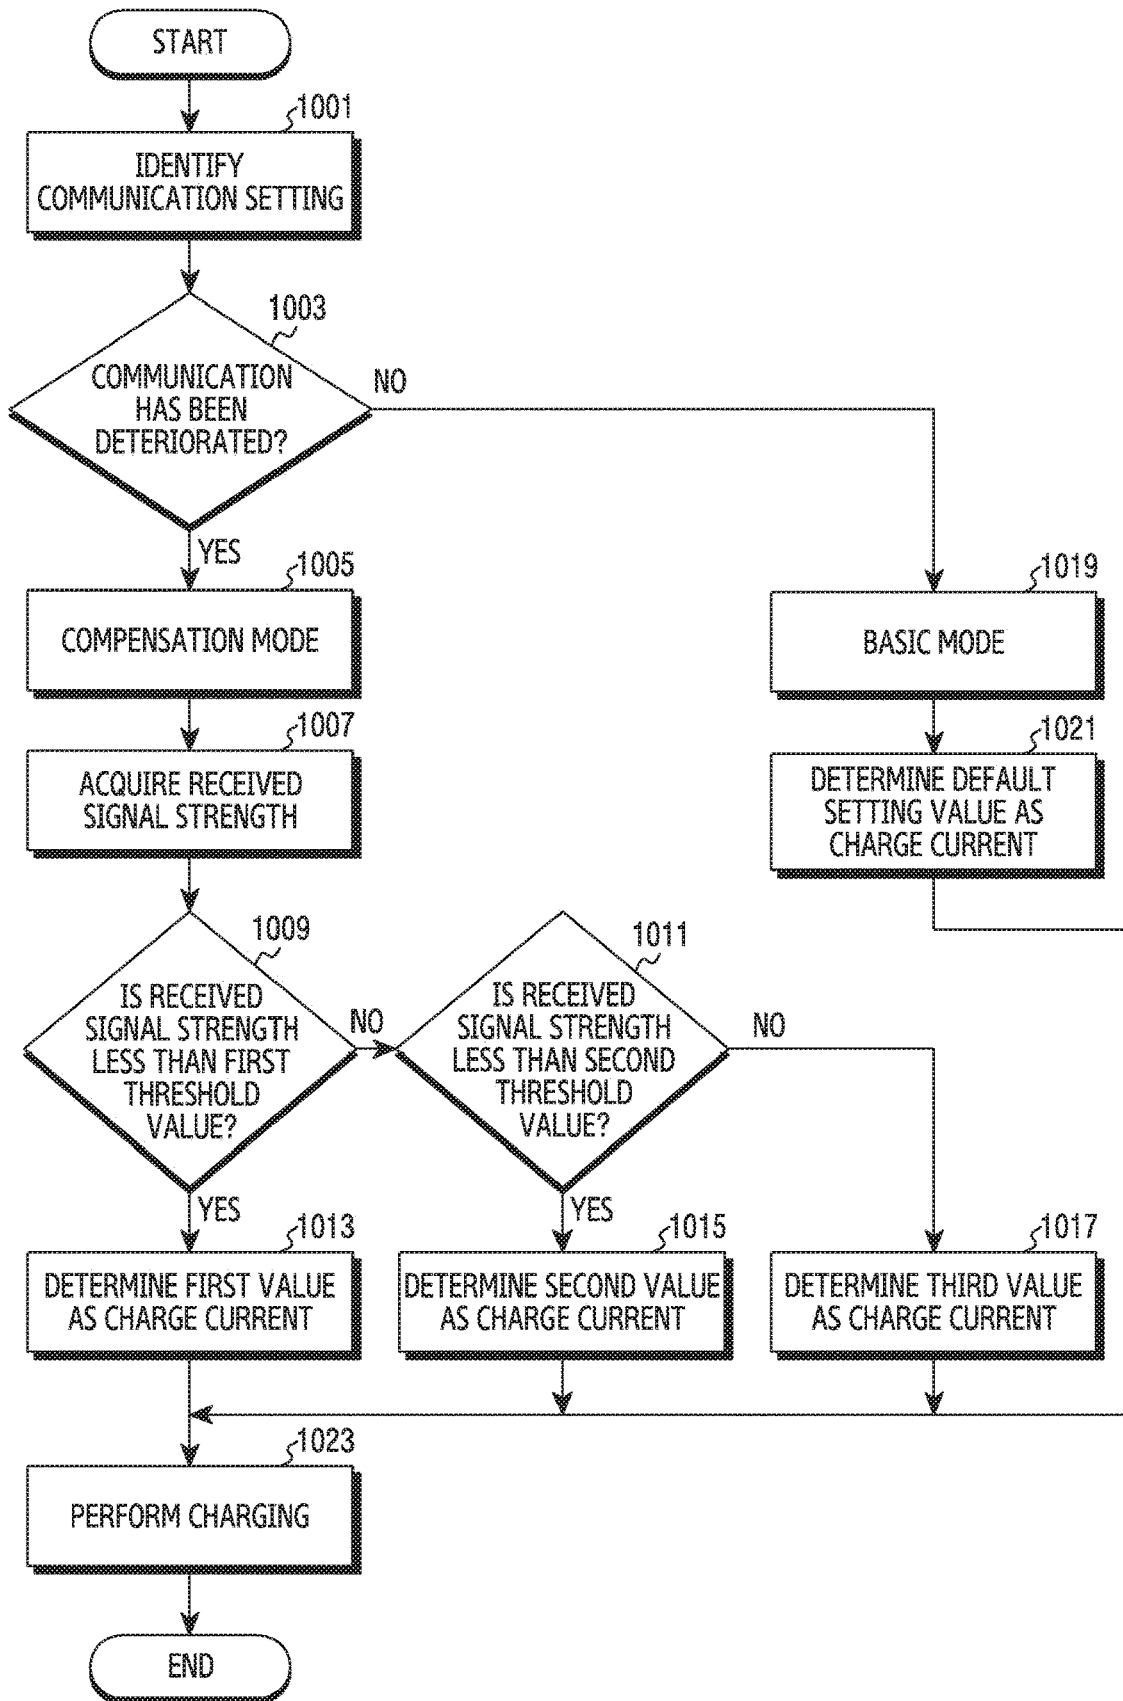 START
1001
IDENTIFY
COMMUNICATION SETTING
1003
COMMUNICATION
HAS BEEN
DETERIORATED?
NO
YES
1005
COMPENSATION MODE
1019
BASIC MODE
1007
ACQUIRE RECEIVED
SIGNAL STRENGTH
1021
DETERMINE DEFAULT
SETTING VALUE AS
CHARGE CURRENT
1009
IS RECEIVED
SIGNAL STRENGTH
LESS THAN FIRST
THRESHOLD
VALUE?
NO
YES
1011
IS RECEIVED
SIGNAL STRENGTH
LESS THAN SECOND
THRESHOLD
VALUE?
NO
YES
1013
DETERMINE FIRST VALUE
AS CHARGE CURRENT
1015
DETERMINE SECOND VALUE
AS CHARGE CURRENT
1017
DETERMINE THIRD VALUE
AS CHARGE CURRENT
1023
PERFORM CHARGING
END